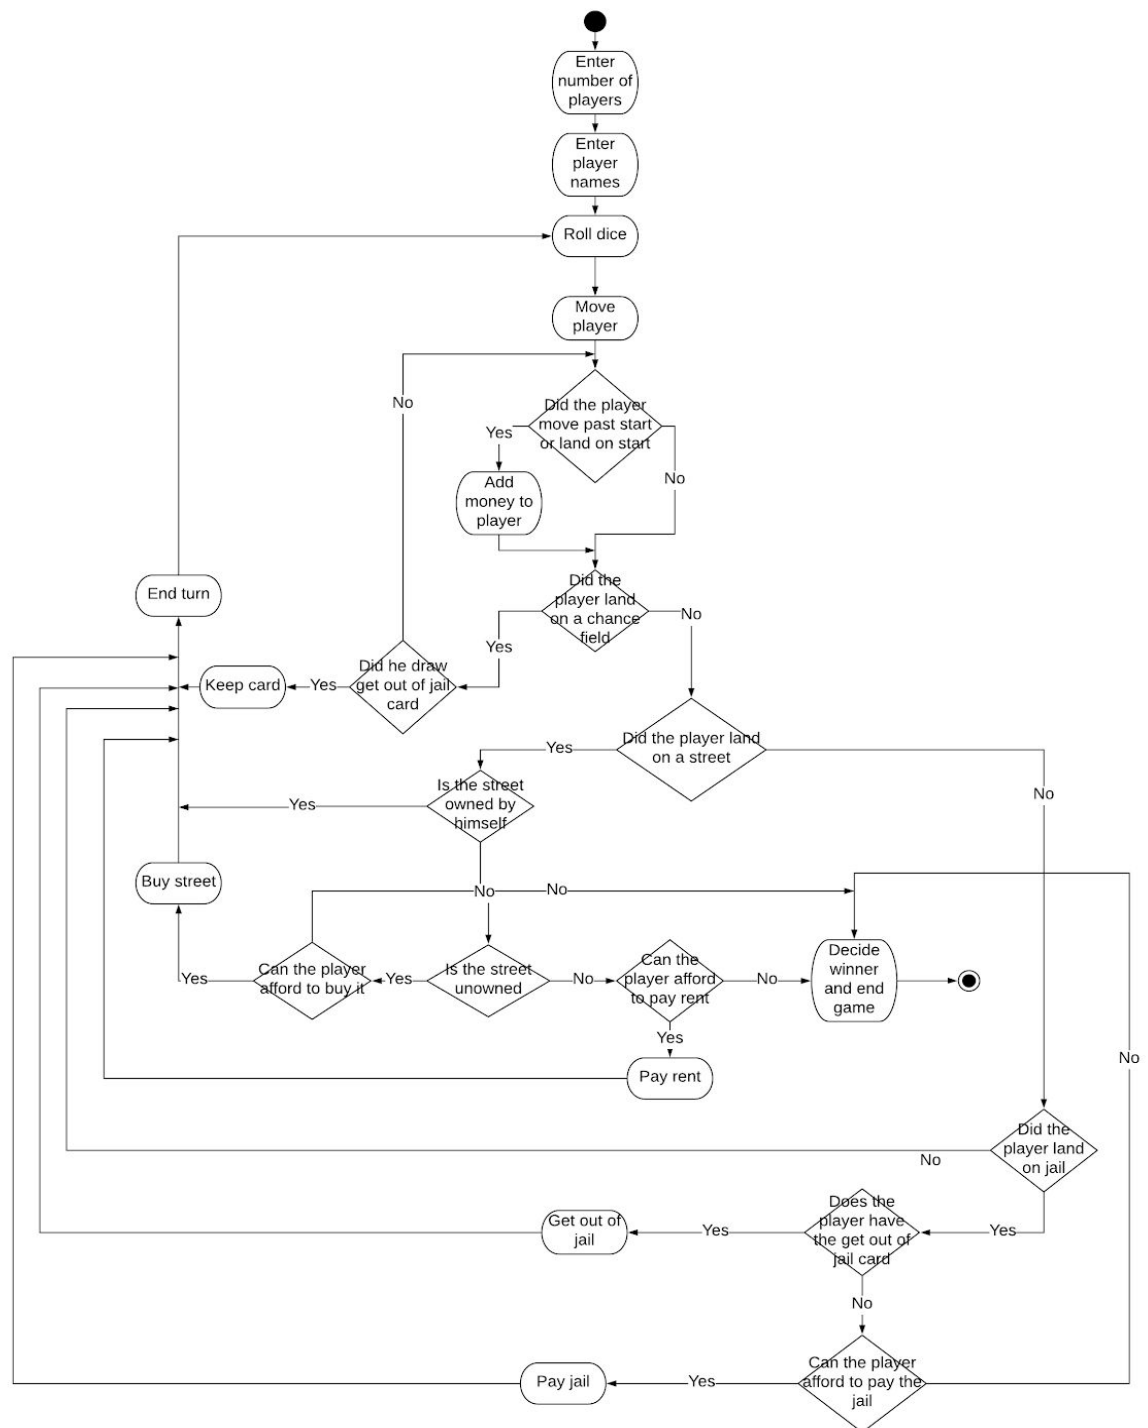 Enter
number of
players
Enter
player
names
Roll dice
Move
player
No
Did the player
move past start
or land on start
Yes
No
Add
money to
player
End turn
Did the
player land
on a chance
field
No
Yes
Did he draw
get out of jail
card
Yes
Keep card
Did the player land
on a street
Yes
No
Is the street
owned by
himself
Yes
Buy street
No
No
Can the player
afford to buy it
Yes
Yes
Is the street
unowned
No
Can the
player afford
to pay rent
No
Decide
winner
and end
game
Yes
Pay rent
No
Did the
player land
on jail
No
Does the
player have
the get out of
jail card
Yes
Yes
Get out of
jail
No
Can the player
afford to pay the
jail
Yes
Pay jail